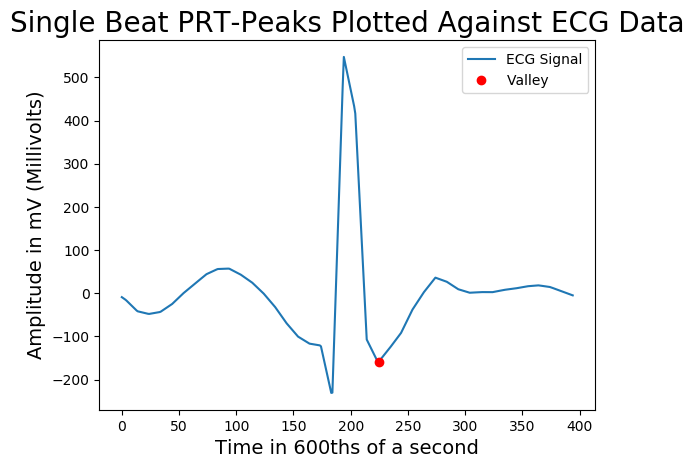 Single Beat PRT-Peaks Plotted Against ECG Data
ECG Signal
Valley
Amplitude in mV (Millivolts)
500
400
300
200
100
0
−100
−200
0 50 100 150 200 250 300 350 400
Time in 600ths of a second